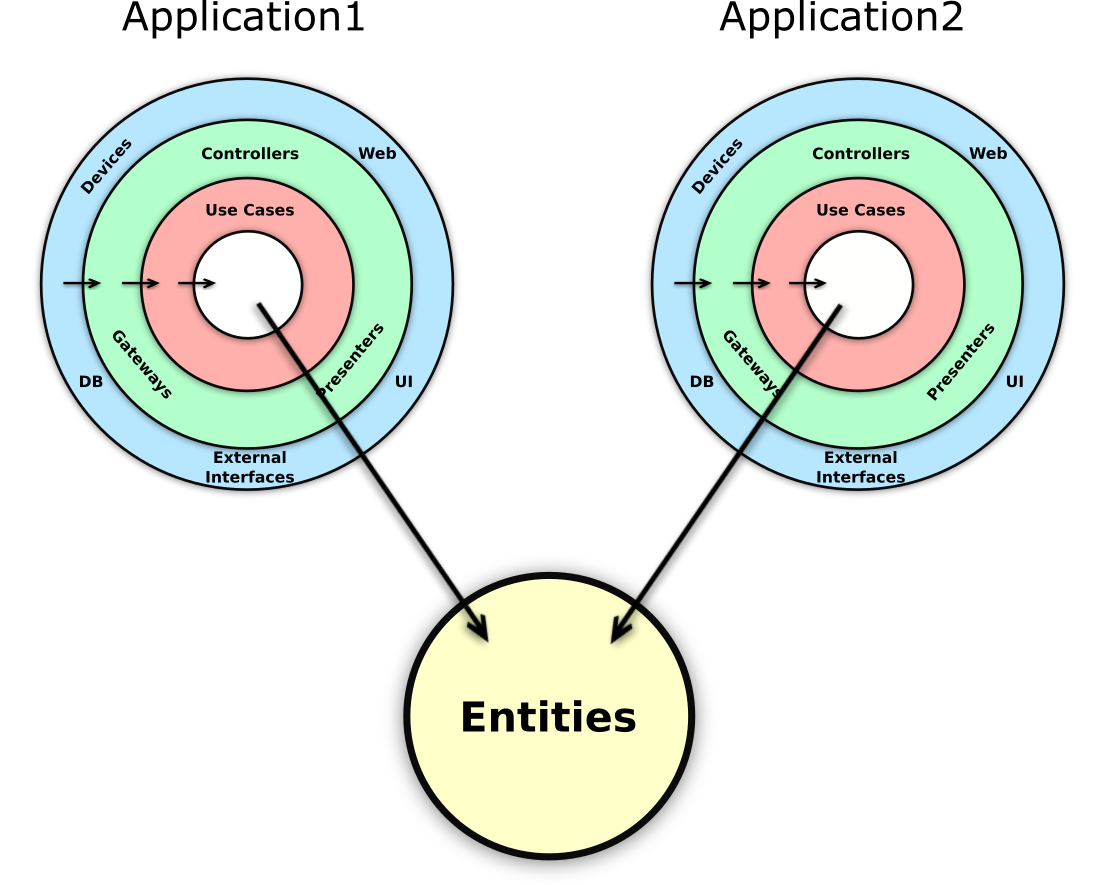 Application1
Application2
Devices
Controllers
Web
Use Cases
Gateways
Presenters
DB
UI
External
Interfaces
Devices
Controllers
Web
Use Cases
Gateways
Presenters
DB
UI
External
Interfaces
Entities